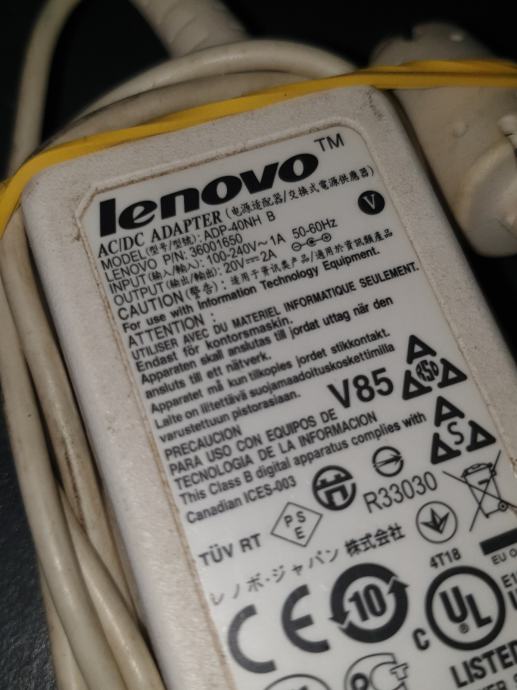 lenovo™
AC/DC ADAPTER (电源适配器/交換式電源供應器)
MODEL(型号/型號): ADP-40NH B
LENOVO P/N: 36001650
INPUT (输入/輸入): 100-240V～1A 50-60Hz
OUTPUT (输出/輸出): 20V⎓2A
V
CAUTION (警告): 适用于资讯类产品/適用於資訊類產品
For use with Information Technology Equipment.
ATTENTION :
UTILISER AVEC DU MATERIEL INFORMATIQUE SEULEMENT.
Endast för kontorsmaskin.
Apparaten skall anslutas till jordat uttag när den
ansluts till ett nätverk.
Apparatet må kun tilkoples jordet stikkontakt.
Laite on liitettävä suojamaadoituskoskettimilla
varustettuun pistorasiaan.
V85
PRECAUCION
PARA USO CON EQUIPOS DE
TECNOLOGIA DE LA INFORMACION
This Class B digital apparatus complies with
Canadian ICES-003
A
RSP
A A
A
S
A A
PSE
R33030
TÜV RT
レノボ・ジャパン 株式会社
4T18
EU O
CE
10
C UL
®
LISTED
E1